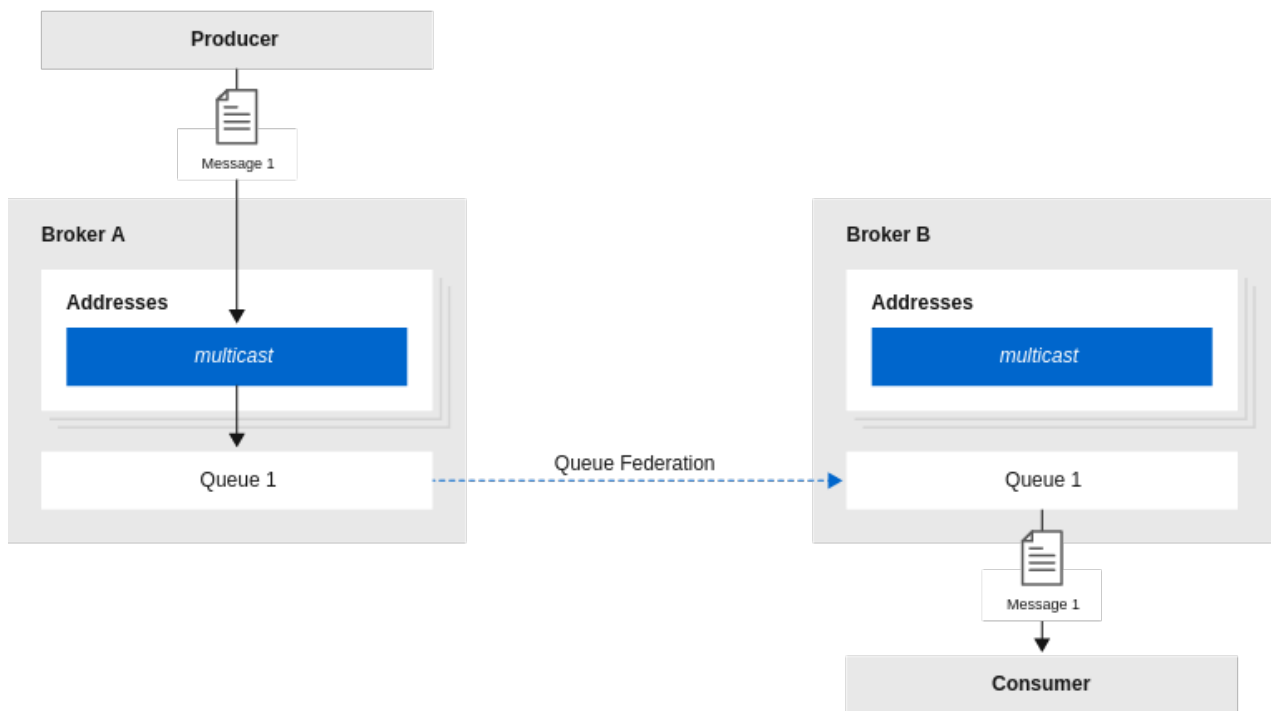 Producer
Message 1
Broker A
Addresses
multicast
Queue 1
Queue Federation
Broker B
Addresses
multicast
Queue 1
Message 1
Consumer